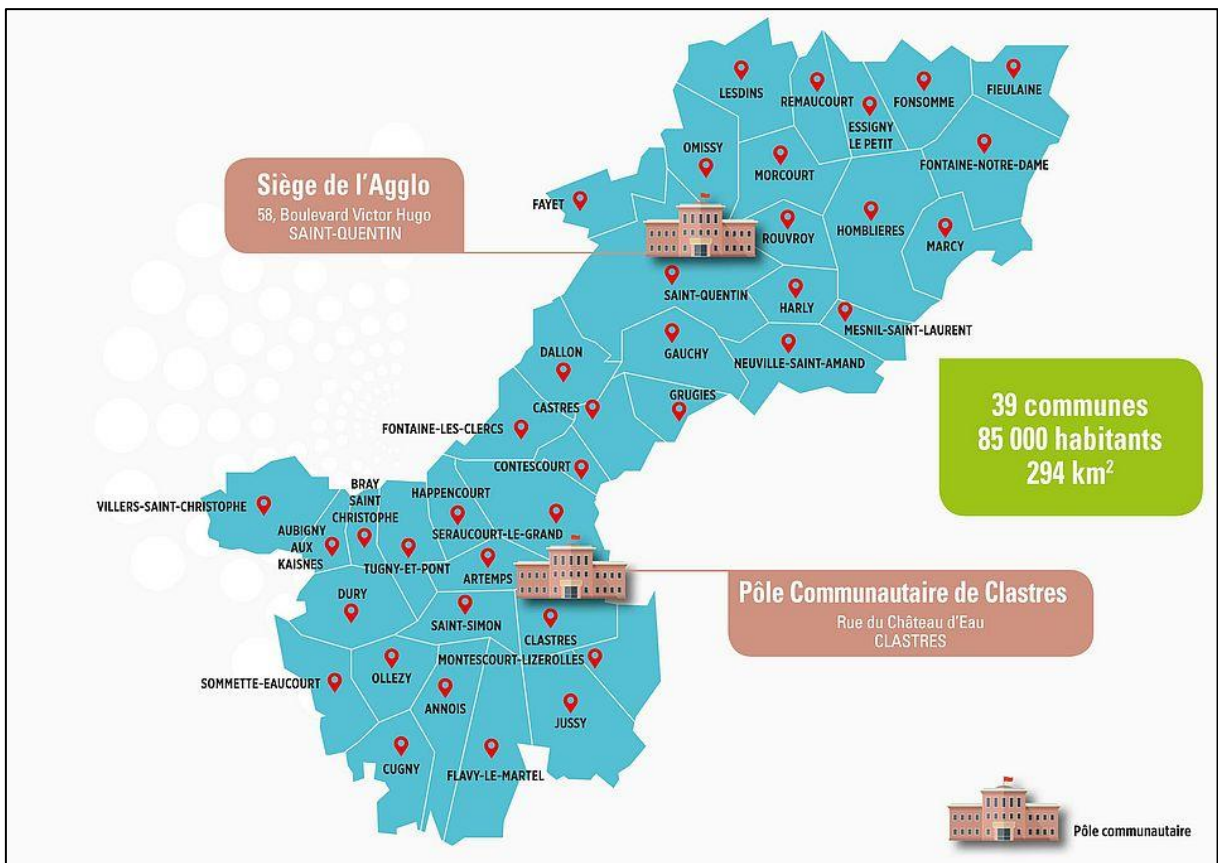 LESDINS
REMAUCOURT
ESSIGNY
LE PETIT
FONSOMME
FIEULAINE
OMISSY
MORCOURT
FONTAINE-NOTRE-DAME
Siège de l'Agglo
58, Boulevard Victor Hugo
SAINT-QUENTIN
FAYET
ROUVROY
HOMBLIERES
MARCY
SAINT-QUENTIN
HARLY
MESNIL-SAINT-LAURENT
GAUCHY
NEUVILLE-SAINT-AMAND
DALLON
CASTRES
GRUGIES
FONTAINE-LES-CLERCS
39 communes
85 000 habitants
294 km²
CONTESCOURT
VILLERS-SAINT-CHRISTOPHE
BRAY
SAINT
CHRISTOPHE
HAPPENCOURT
SERAUCOURT-LE-GRAND
AUBIGNY
AUX
KAISNES
TUGNY-ET-PONT
ARTEMPS
DURY
SAINT-SIMON
CLASTRES
Pôle Communautaire de Clastres
Rue du Château d'Eau
CLASTRES
MONTESCOURT-LIZEROLLES
SOMMETTE-EAUCOURT
OLLEZY
ANNOIS
JUSSY
CUGNY
FLAVY-LE-MARTEL
Pôle communautaire